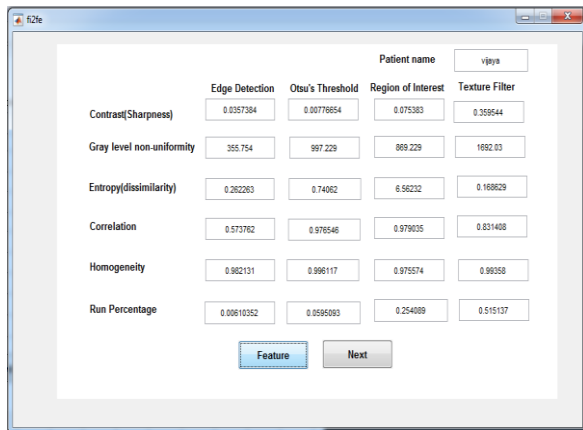 fi2fe
Patient name vijaya
Edge Detection Otsu's Threshold Region of Interest Texture Filter
Contrast(Sharpness) 0.0357384 0.00776654 0.075383 0.359544
Gray level non-uniformity 355.754 997.229 869.229 1692.03
Entropy(dissimilarity) 0.262263 0.74062 6.56232 0.168629
Correlation 0.573762 0.976546 0.979035 0.831408
Homogeneity 0.982131 0.996117 0.975574 0.99358
Run Percentage 0.00610352 0.0595093 0.254089 0.515137
Feature Next